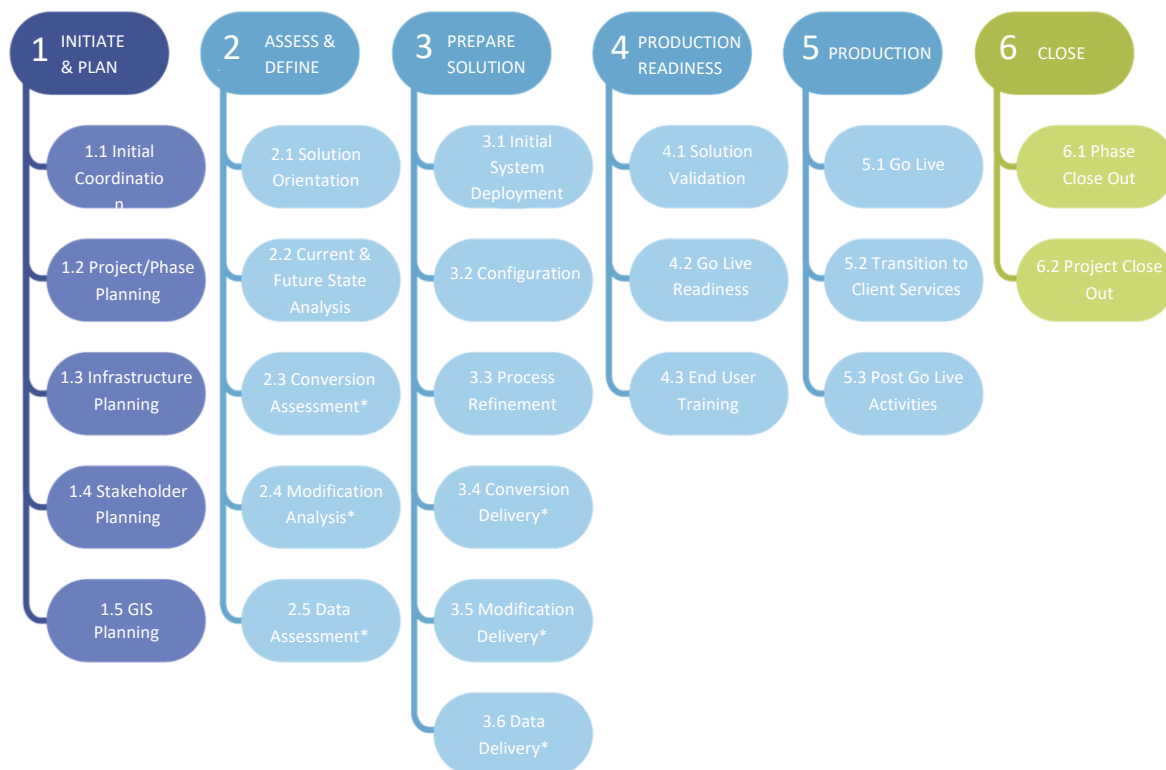 1 INITIATE
& PLAN
1.1 Initial
Coordinatio
n
1.2 Project/Phase
Planning
1.3 Infrastructure
Planning
1.4 Stakeholder
Planning
1.5 GIS
Planning
2 ASSESS &
DEFINE
2.1 Solution
Orientation
2.2 Current &
Future State
Analysis
2.3 Conversion
Assessment*
2.4 Modification
Analysis*
2.5 Data
Assessment*
3 PREPARE
SOLUTION
3.1 Initial
System
Deployment
3.2 Configuration
3.3 Process
Refinement
3.4 Conversion
Delivery*
3.5 Modification
Delivery*
3.6 Data
Delivery*
4 PRODUCTION
READINESS
4.1 Solution
Validation
4.2 Go Live
Readiness
4.3 End User
Training
5 PRODUCTION
5.1 Go Live
5.2 Transition to
Client Services
5.3 Post Go Live
Activities
6 CLOSE
6.1 Phase
Close Out
6.2 Project Close
Out